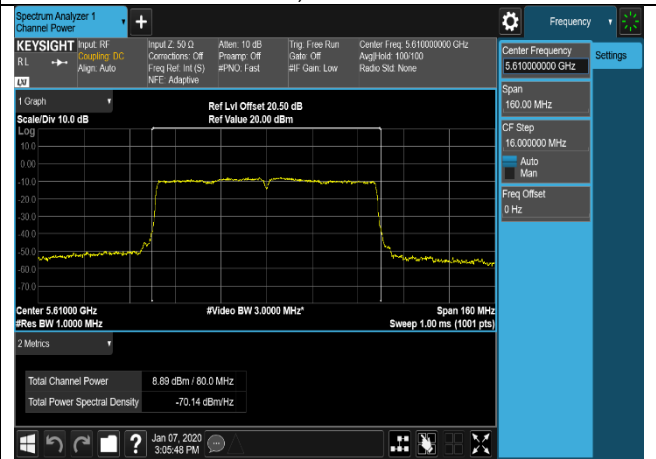 Spectrum Analyzer 1
Channel Power
+
Frequency
KEYSIGHT
RL
LXI
Input: RF
Coupling: DC
Align: Auto
Input Z: 50 Ω
Corrections: Off
Freq Ref: Int (S)
NFE: Adaptive
Atten: 10 dB
Preamp: Off
#PNO: Fast
Trig: Free Run
Gate: Off
#IF Gain: Low
Center Freq: 5.610000000 GHz
Avg|Hold: 100/100
Radio Std: None
Center Frequency
5.610000000 GHz
Settings
Span
160.00 MHz
CF Step
16.000000 MHz
Auto
Man
Freq Offset
0 Hz
1 Graph
Scale/Div 10.0 dB
Ref Lvl Offset 20.50 dB
Ref Value 20.00 dBm
Log
10.0
0.00
-10.0
-20.0
-30.0
-40.0
-50.0
-60.0
-70.0
Center 5.61000 GHz
#Video BW 3.0000 MHz*
Span 160 MHz
#Res BW 1.0000 MHz
Sweep 1.00 ms (1001 pts)
2 Metrics
Total Channel Power 8.89 dBm / 80.0 MHz
Total Power Spectral Density -70.14 dBm/Hz
?
Jan 07, 2020
3:05:48 PM